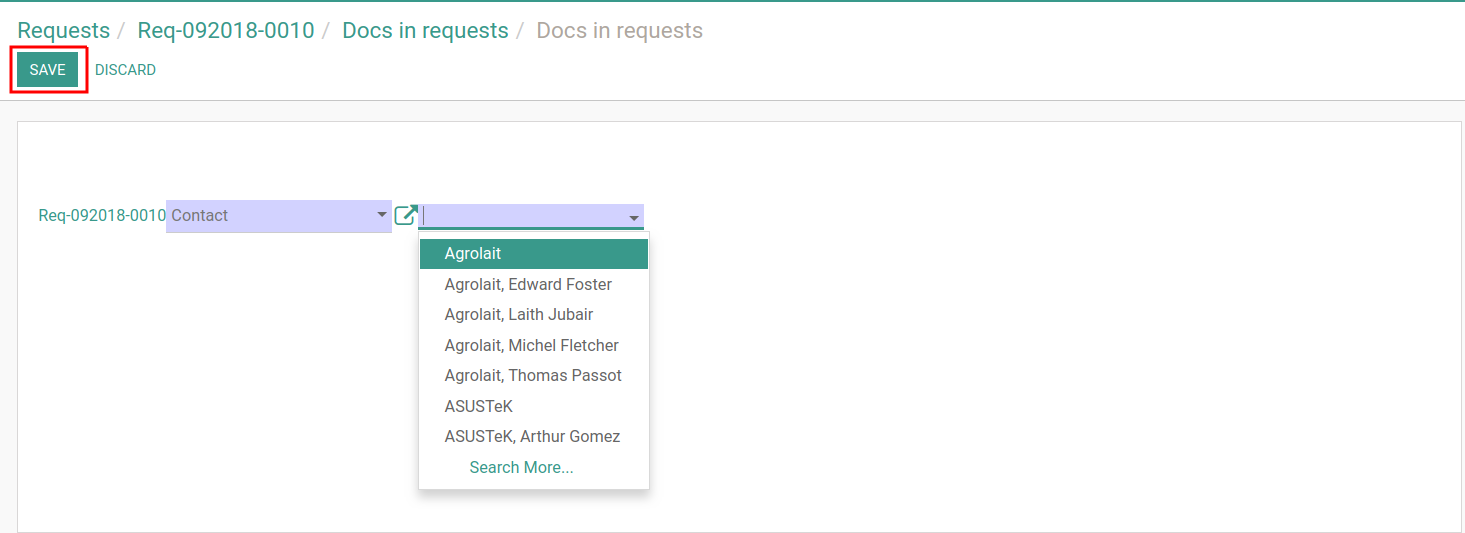 Requests / Req-092018-0010 / Docs in requests / Docs in requests
SAVE DISCARD
Req-092018-0010 Contact
Agrolait
Agrolait, Edward Foster
Agrolait, Laith Jubair
Agrolait, Michel Fletcher
Agrolait, Thomas Passot
ASUSTeK
ASUSTeK, Arthur Gomez
Search More...